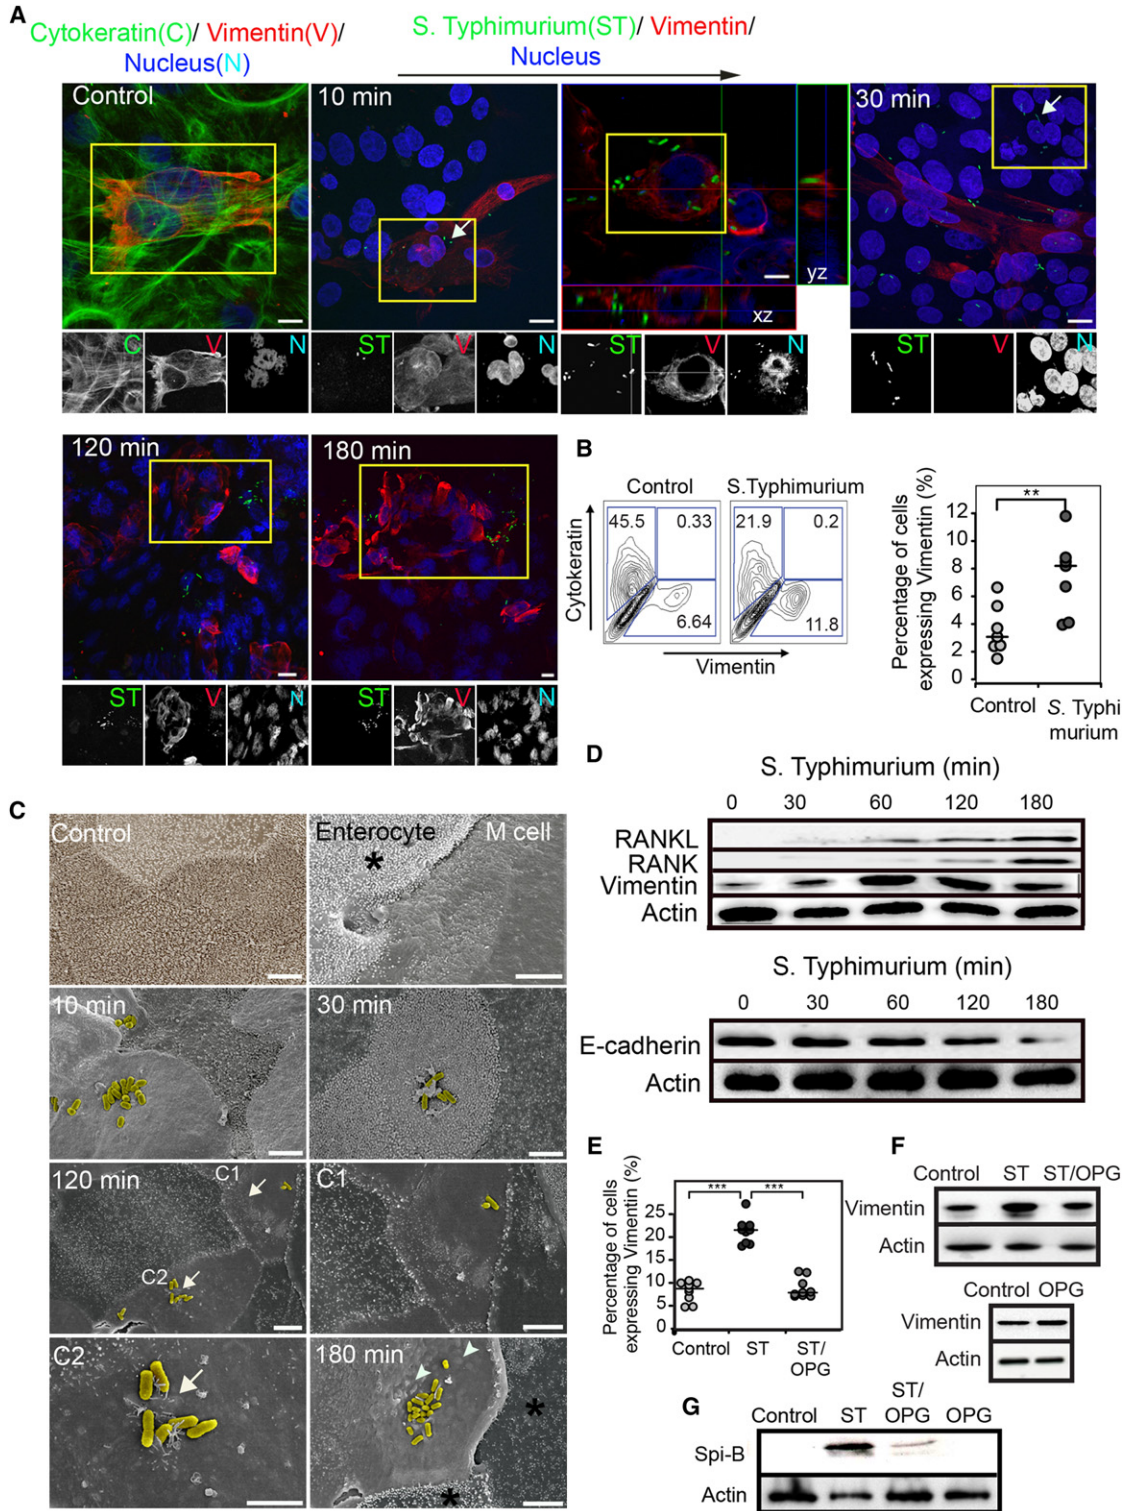 A
Cytokeratin(C)/ Vimentin(V)/
Nucleus(N)
S. Typhimurium(ST)/ Vimentin/
Nucleus
Control
10 min
yz
xz
30 min
C V N
ST V N
ST V N
ST V N
120 min
180 min
ST V N
ST V N
B
Control S.Typhimurium
45.5 0.33 21.9 0.2
6.64 11.8
Cytokeratin
Vimentin
Percentage of cells
expressing Vimentin (%)
**
12
10
8
6
4
2
0
Control S. Typhi
murium
C
Control
Enterocyte M cell
*
10 min
30 min
120 min C1
C2
C1
C2
180 min
*
*
D
S. Typhimurium (min)
0 30 60 120 180
RANKL
RANK
Vimentin
Actin
S. Typhimurium (min)
0 30 60 120 180
E-cadherin
Actin
E
Percentage of cells
expressing Vimentin (%)
*** ***
25
20
15
10
5
0
Control ST ST/
OPG
F
Control ST ST/OPG
Vimentin
Actin
Control OPG
Vimentin
Actin
G
Control ST ST/
OPG OPG
Spi-B
Actin